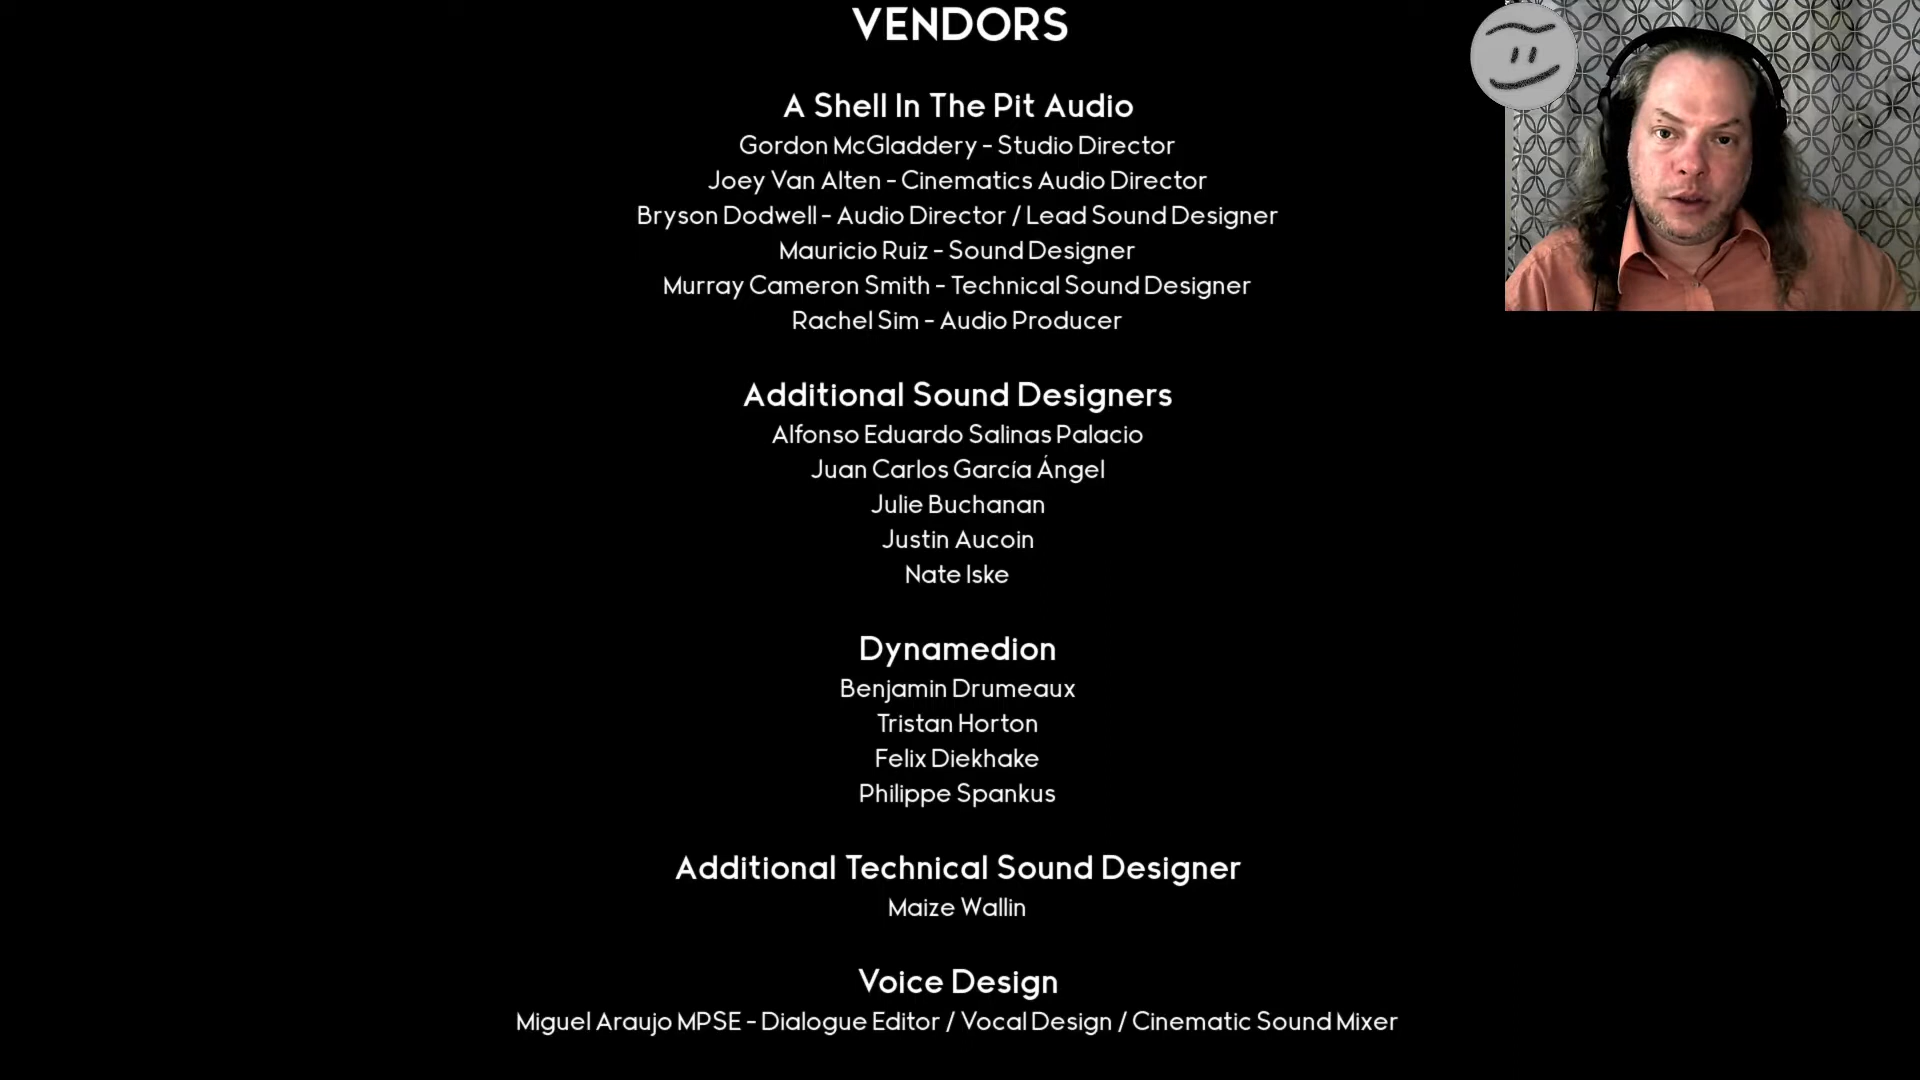 VENDORS
A Shell In The Pit Audio
Gordon McGladdery - Studio Director
Joey Van Alten - Cinematics Audio Director
Bryson Dodwell - Audio Director / Lead Sound Designer
Mauricio Ruiz - Sound Designer
Murray Cameron Smith - Technical Sound Designer
Rachel Sim - Audio Producer
Additional Sound Designers
Alfonso Eduardo Salinas Palacio
Juan Carlos García Ángel
Julie Buchanan
Justin Aucoin
Nate Iske
Dynamedion
Benjamin Drumeaux
Tristan Horton
Felix Diekhake
Philippe Spankus
Additional Technical Sound Designer
Maize Wallin
Voice Design
Miguel Araujo MPSE - Dialogue Editor / Vocal Design / Cinematic Sound Mixer